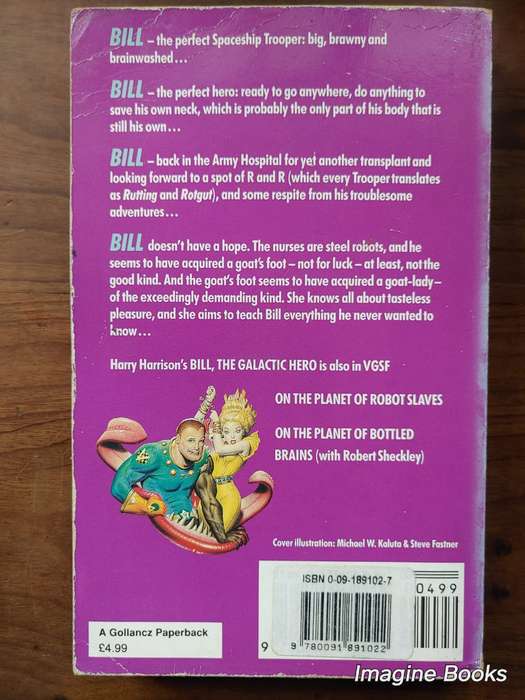 BILL – the perfect Spaceship Trooper: big, brawny and
brainwashed...
BILL – the perfect hero: ready to go anywhere, do anything to
save his own neck, which is probably the only part of his body that is
still his own...
BILL – back in the Army Hospital for yet another transplant and
looking forward to a spot of R and R (which every Trooper translates
as Rutting and Rotgut), and some respite from his troublesome
adventures...
BILL doesn't have a hope. The nurses are steel robots, and he
seems to have acquired a goat's foot – not for luck – at least, not the
good kind. And the goat's foot seems to have acquired a goat-lady –
of the exceedingly demanding kind. She knows all about tasteless
pleasure, and she aims to teach Bill everything he never wanted to
know...
Harry Harrison's BILL, THE GALACTIC HERO is also in VGSF
ON THE PLANET OF ROBOT SLAVES
ON THE PLANET OF BOTTLED
BRAINS (with Robert Sheckley)
Cover illustration: Michael W. Kaluta & Steve Fastner
ISBN 0-09-189102-7
00499
9
9 780091 891022
A Gollancz Paperback
£4.99
Imagine Books